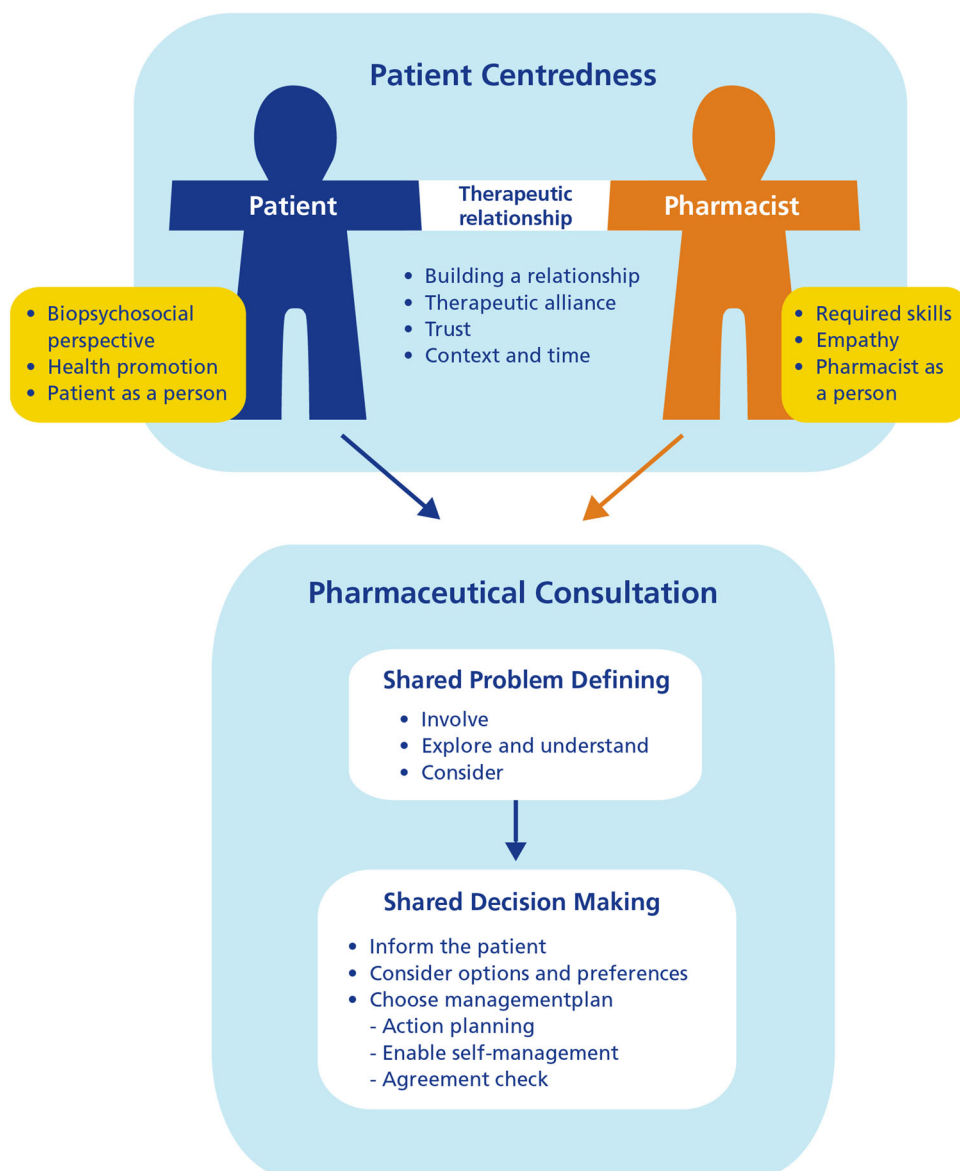 Patient Centredness
Patient
Therapeutic
relationship
Pharmacist
• Building a relationship
• Therapeutic alliance
• Trust
• Context and time
• Biopsychosocial
perspective
• Health promotion
• Patient as a person
• Required skills
• Empathy
• Pharmacist as
a person
Pharmaceutical Consultation
Shared Problem Defining
• Involve
• Explore and understand
• Consider
Shared Decision Making
• Inform the patient
• Consider options and preferences
• Choose managementplan
- Action planning
- Enable self-management
- Agreement check